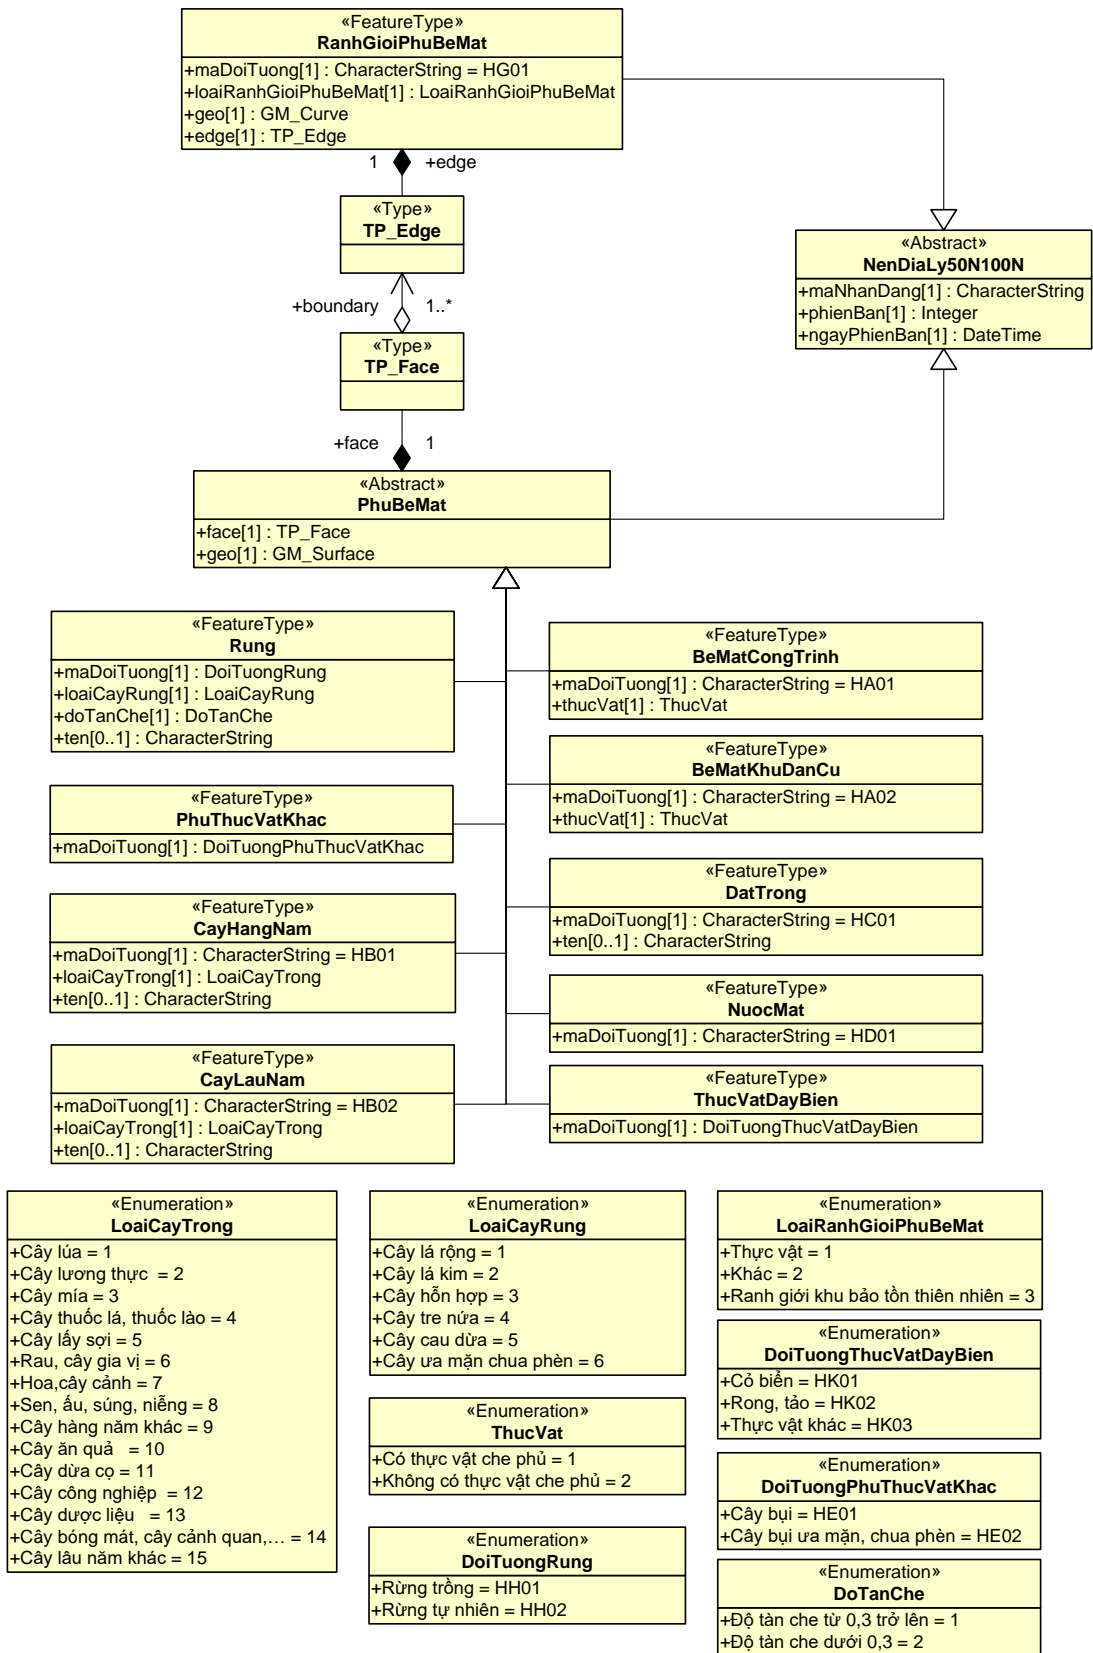 «FeatureType»
RanhGioiPhuBeMat
+maDoiTuong[1] : CharacterString = HG01
+loaiRanhGioiPhuBeMat[1] : LoaiRanhGioiPhuBeMat
+geo[1] : GM_Curve
+edge[1] : TP_Edge
1
+edge
«Type»
TP_Edge
«Abstract»
NenDiaLy50N100N
+maNhanDang[1] : CharacterString
+phienBan[1] : Integer
+ngayPhienBan[1] : DateTime
+boundary
1..*
«Type»
TP_Face
+face
1
«Abstract»
PhuBeMat
+face[1] : TP_Face
+geo[1] : GM_Surface
«FeatureType»
Rung
+maDoiTuong[1] : DoiTuongRung
+loaiCayRung[1] : LoaiCayRung
+doTanChe[1] : DoTanChe
+ten[0..1] : CharacterString
«FeatureType»
BeMatCongTrinh
+maDoiTuong[1] : CharacterString = HA01
+thucVat[1] : ThucVat
«FeatureType»
BeMatKhuDanCu
+maDoiTuong[1] : CharacterString = HA02
+thucVat[1] : ThucVat
«FeatureType»
PhuThucVatKhac
+maDoiTuong[1] : DoiTuongPhuThucVatKhac
«FeatureType»
DatTrong
+maDoiTuong[1] : CharacterString = HC01
+ten[0..1] : CharacterString
«FeatureType»
CayHangNam
+maDoiTuong[1] : CharacterString = HB01
+loaiCayTrong[1] : LoaiCayTrong
+ten[0..1] : CharacterString
«FeatureType»
NuocMat
+maDoiTuong[1] : CharacterString = HD01
«FeatureType»
CayLauNam
+maDoiTuong[1] : CharacterString = HB02
+loaiCayTrong[1] : LoaiCayTrong
+ten[0..1] : CharacterString
«FeatureType»
ThucVatDayBien
+maDoiTuong[1] : DoiTuongThucVatDayBien
«Enumeration»
LoaiCayTrong
+Cây lúa = 1
+Cây lương thực  = 2
+Cây mía = 3
+Cây thuốc lá, thuốc lào = 4
+Cây lấy sợi = 5
+Rau, cây gia vị = 6
+Hoa,cây cảnh = 7
+Sen, ấu, súng, niễng = 8
+Cây hàng năm khác = 9
+Cây ăn quả   = 10
+Cây dừa cọ = 11
+Cây công nghiệp  = 12
+Cây dược liệu   = 13
+Cây bóng mát, cây cảnh quan,… = 14
+Cây lâu năm khác = 15
«Enumeration»
LoaiCayRung
+Cây lá rộng = 1
+Cây lá kim = 2
+Cây hỗn hợp = 3
+Cây tre nứa = 4
+Cây cau dừa = 5
+Cây ưa mặn chua phèn = 6
«Enumeration»
ThucVat
+Có thực vật che phủ = 1
+Không có thực vật che phủ = 2
«Enumeration»
DoiTuongRung
+Rừng trồng = HH01
+Rừng tự nhiên = HH02
«Enumeration»
LoaiRanhGioiPhuBeMat
+Thực vật = 1
+Khác = 2
+Ranh giới khu bảo tồn thiên nhiên = 3
«Enumeration»
DoiTuongThucVatDayBien
+Cỏ biển = HK01
+Rong, tảo = HK02
+Thực vật khác = HK03
«Enumeration»
DoiTuongPhuThucVatKhac
+Cây bụi = HE01
+Cây bụi ưa mặn, chua phèn = HE02
«Enumeration»
DoTanChe
+Độ tàn che từ 0,3 trở lên = 1
+Độ tàn che dưới 0,3 = 2